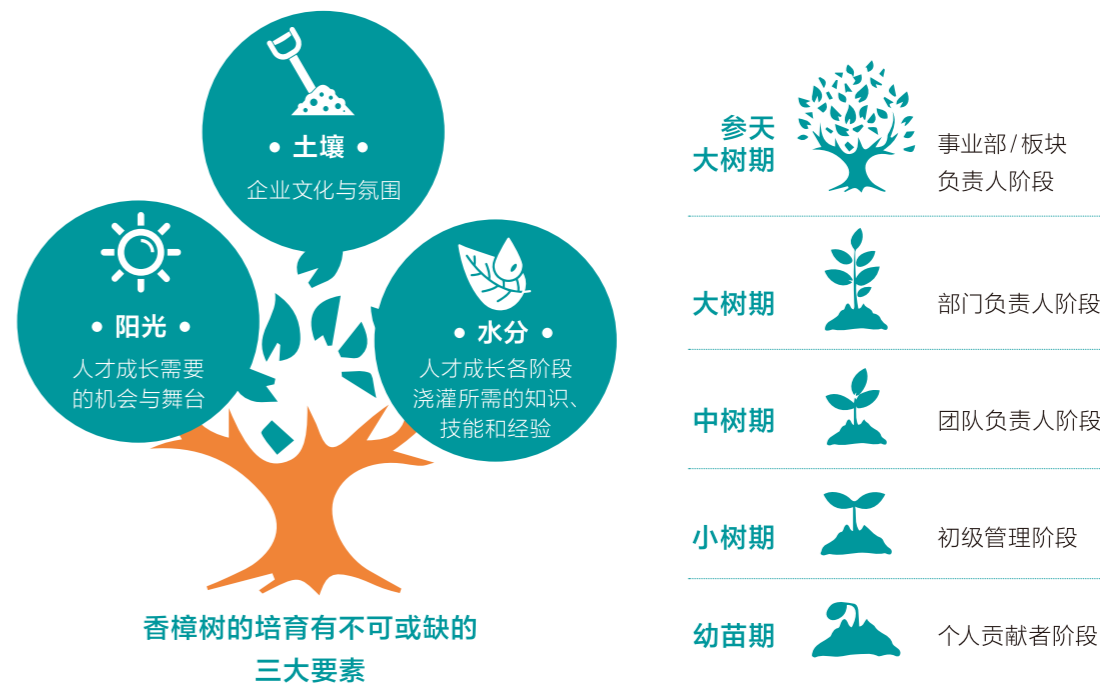 • 土壤 •
企业文化与氛围
• 阳光 •
人才成长需要
的机会与舞台
• 水分 •
人才成长各阶段
浇灌所需的知识、
技能和经验
香樟树的培育有不可或缺的
三大要素
参天
大树期
事业部/板块
负责人阶段
大树期
部门负责人阶段
中树期
团队负责人阶段
小树期
初级管理阶段
幼苗期
个人贡献者阶段